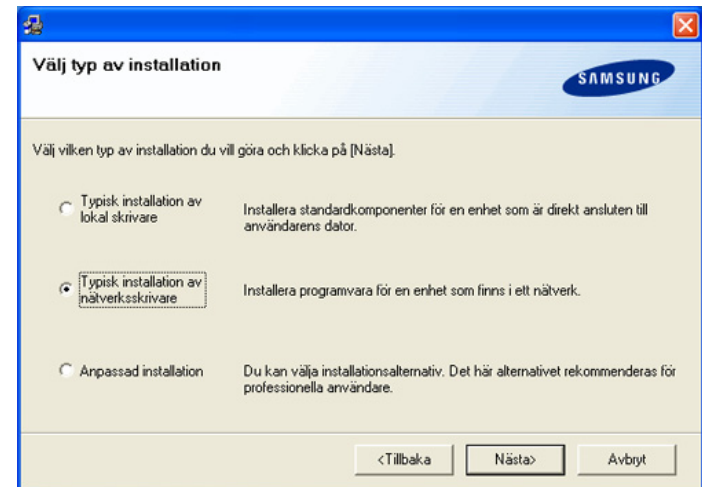 Välj typ av installation
SAMSUNG
Välj vilken typ av installation du vill göra och klicka på [Nästa].
Typisk installation av
lokal skrivare
Installera standardkomponenter för en enhet som är direkt ansluten till
användarens dator.
Typisk installation av
nätverksskrivare
Installera programvara för en enhet som finns i ett nätverk.
Anpassad installation
Du kan välja installationsalternativ. Det här alternativet rekommenderas för
professionella användare.
<Tillbaka
Nästa>
Avbryt